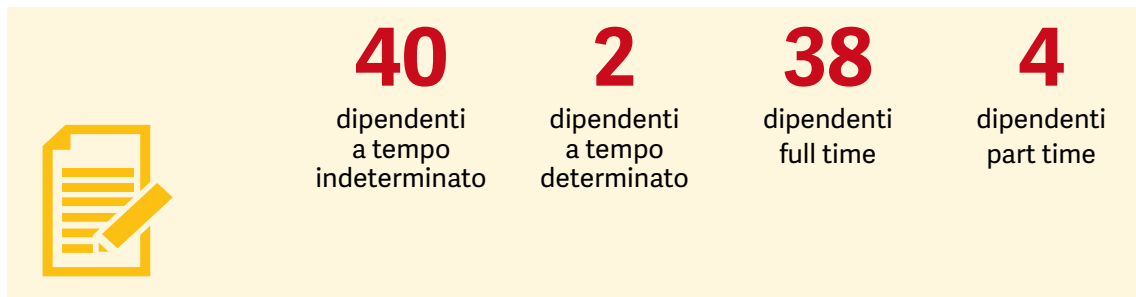 40
dipendenti
a tempo
indeterminato
2
dipendenti
a tempo
determinato
38
dipendenti
full time
4
dipendenti
part time